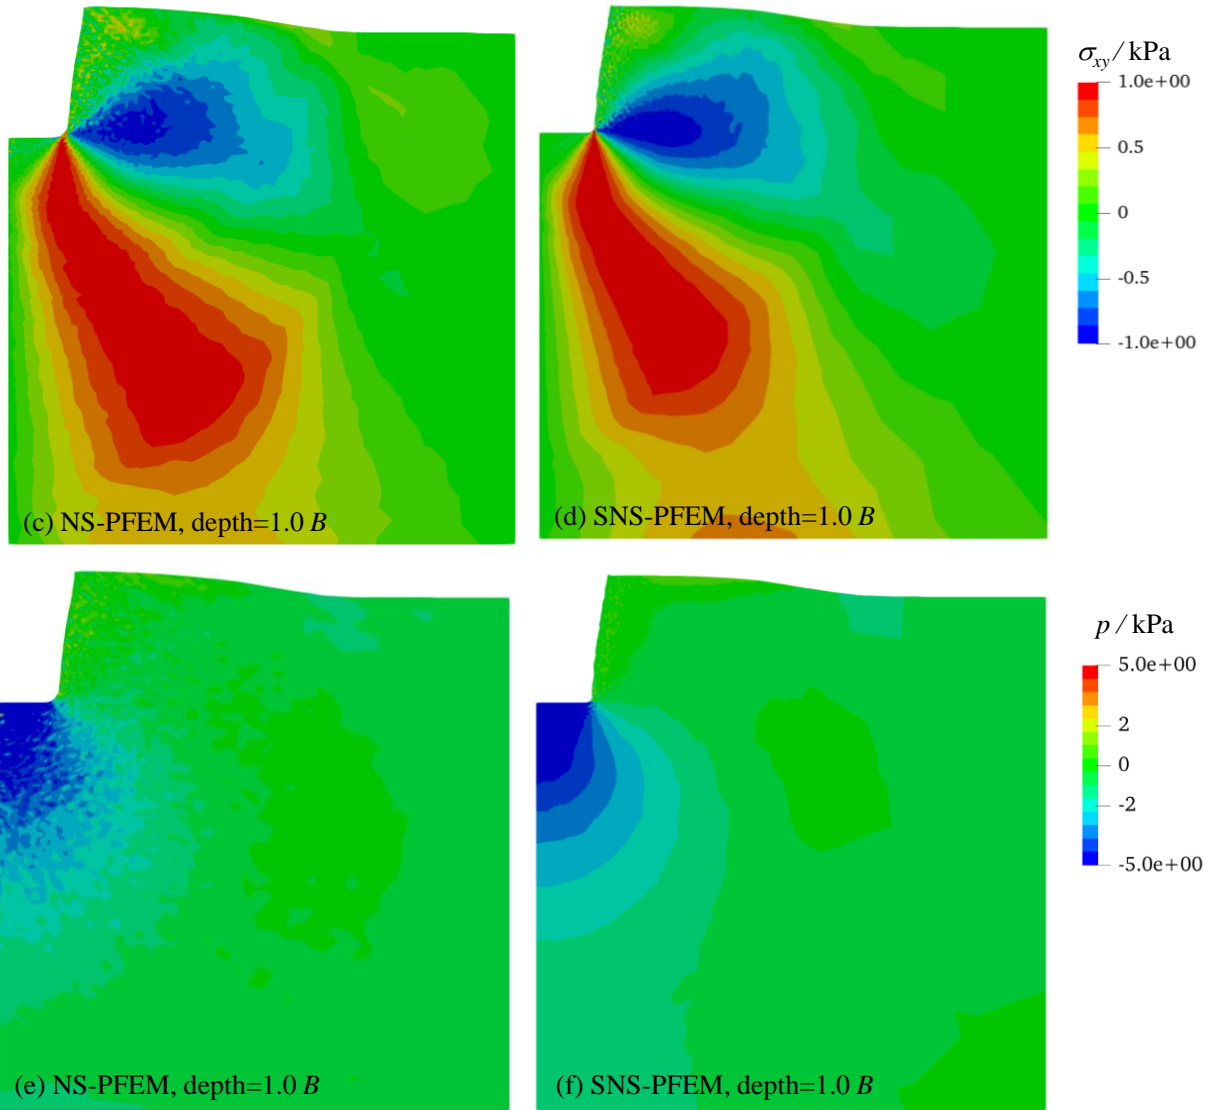 σxy / kPa
1.0e+00
0.5
0
-0.5
-1.0e+00
(c) NS-PFEM, depth=1.0 B
(d) SNS-PFEM, depth=1.0 B
p / kPa
5.0e+00
2
0
-2
-5.0e+00
(e) NS-PFEM, depth=1.0 B
(f) SNS-PFEM, depth=1.0 B